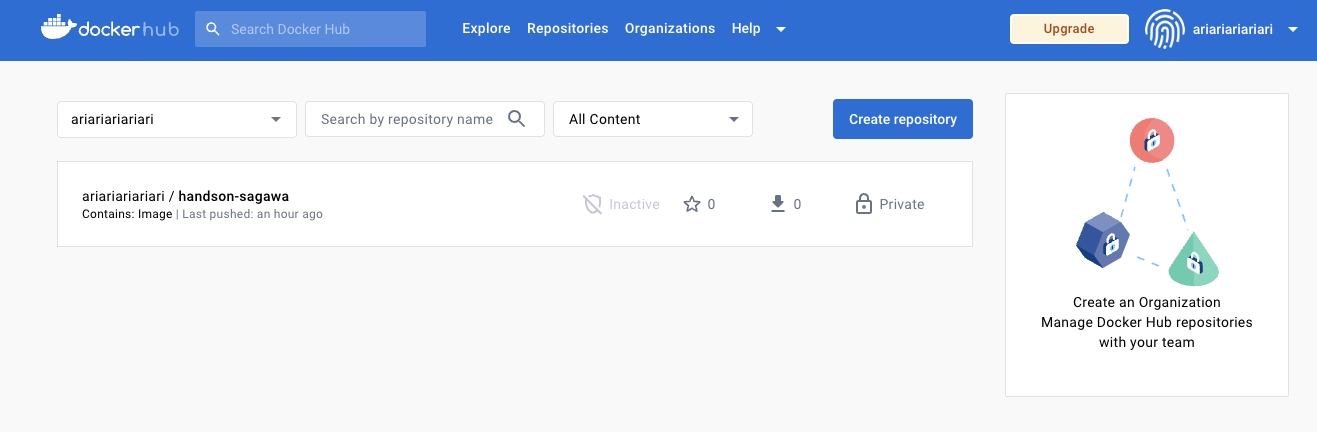 dockerhub
Search Docker Hub
Explore
Repositories
Organizations
Help
Upgrade
ariariariariari
ariariariariari
Search by repository name
All Content
Create repository
ariariariariari / handson-sagawa
Contains: Image | Last pushed: an hour ago
Inactive
0
0
Private
Create an Organization
Manage Docker Hub repositories
with your team